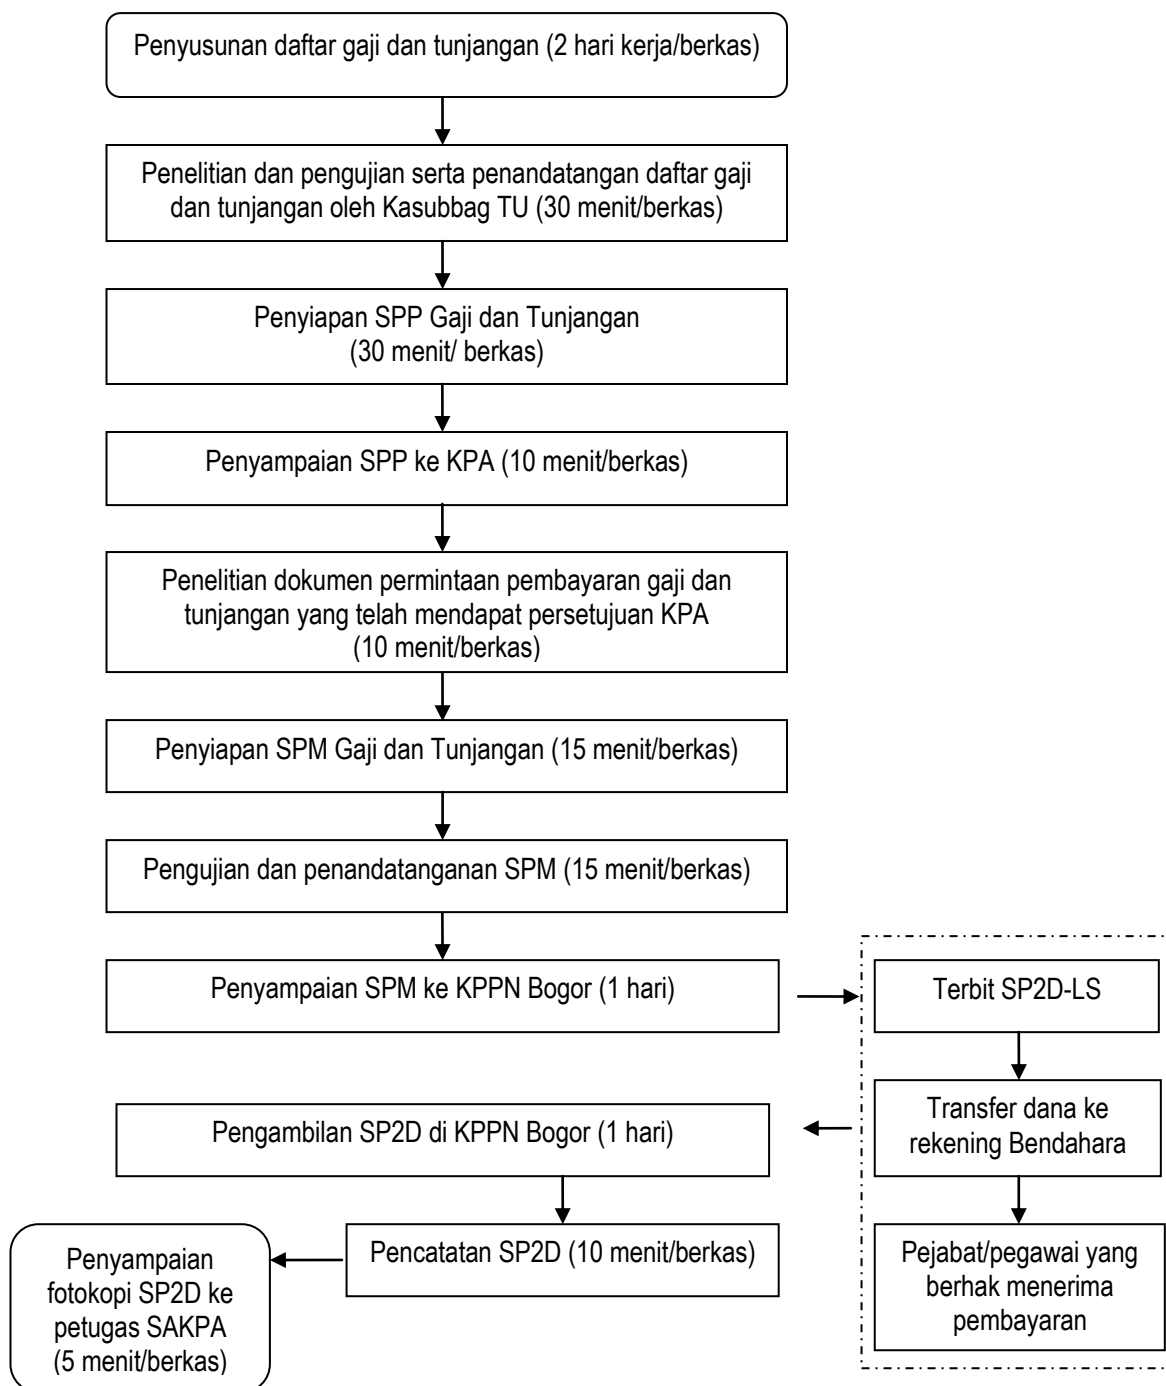 Penyusunan daftar gaji dan tunjangan (2 hari kerja/berkas)
Penelitian dan pengujian serta penandatangan daftar gaji
dan tunjangan oleh Kasubbag TU (30 menit/berkas)
Penyiapan SPP Gaji dan Tunjangan
(30 menit/ berkas)
Penyampaian SPP ke KPA (10 menit/berkas)
Penelitian dokumen permintaan pembayaran gaji dan
tunjangan yang telah mendapat persetujuan KPA
(10 menit/berkas)
Penyiapan SPM Gaji dan Tunjangan (15 menit/berkas)
Pengujian dan penandatanganan SPM (15 menit/berkas)
Penyampaian SPM ke KPPN Bogor (1 hari)
Terbit SP2D-LS
Transfer dana ke
rekening Bendahara
Pengambilan SP2D di KPPN Bogor (1 hari)
Pencatatan SP2D (10 menit/berkas)
Pejabat/pegawai yang
berhak menerima
pembayaran
Penyampaian
fotokopi SP2D ke
petugas SAKPA
(5 menit/berkas)